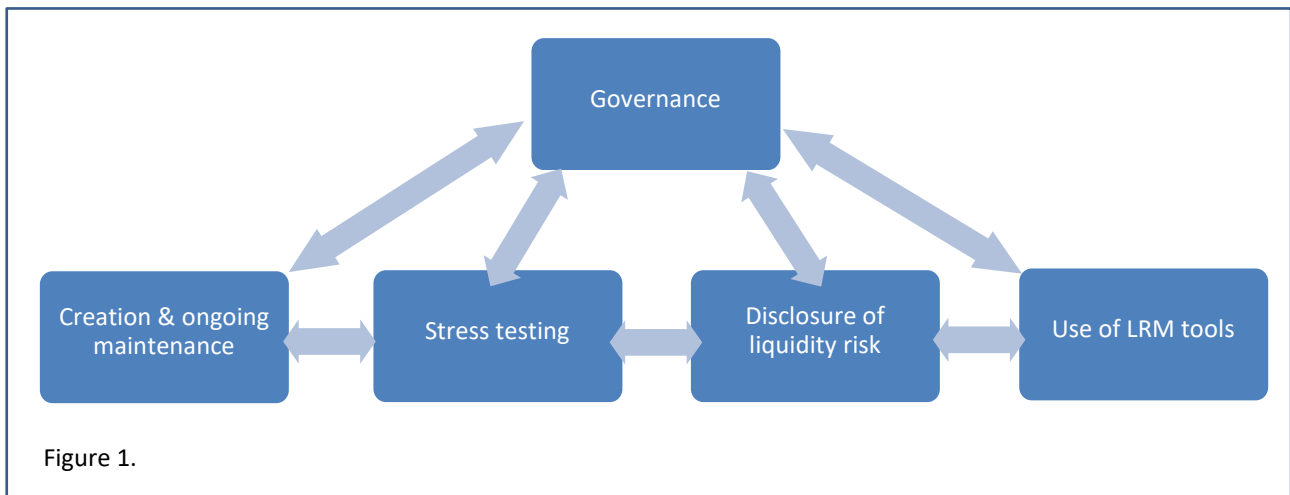 Governance
Creation & ongoing
maintenance
Stress testing
Disclosure of
liquidity risk
Use of LRM tools
Figure 1.